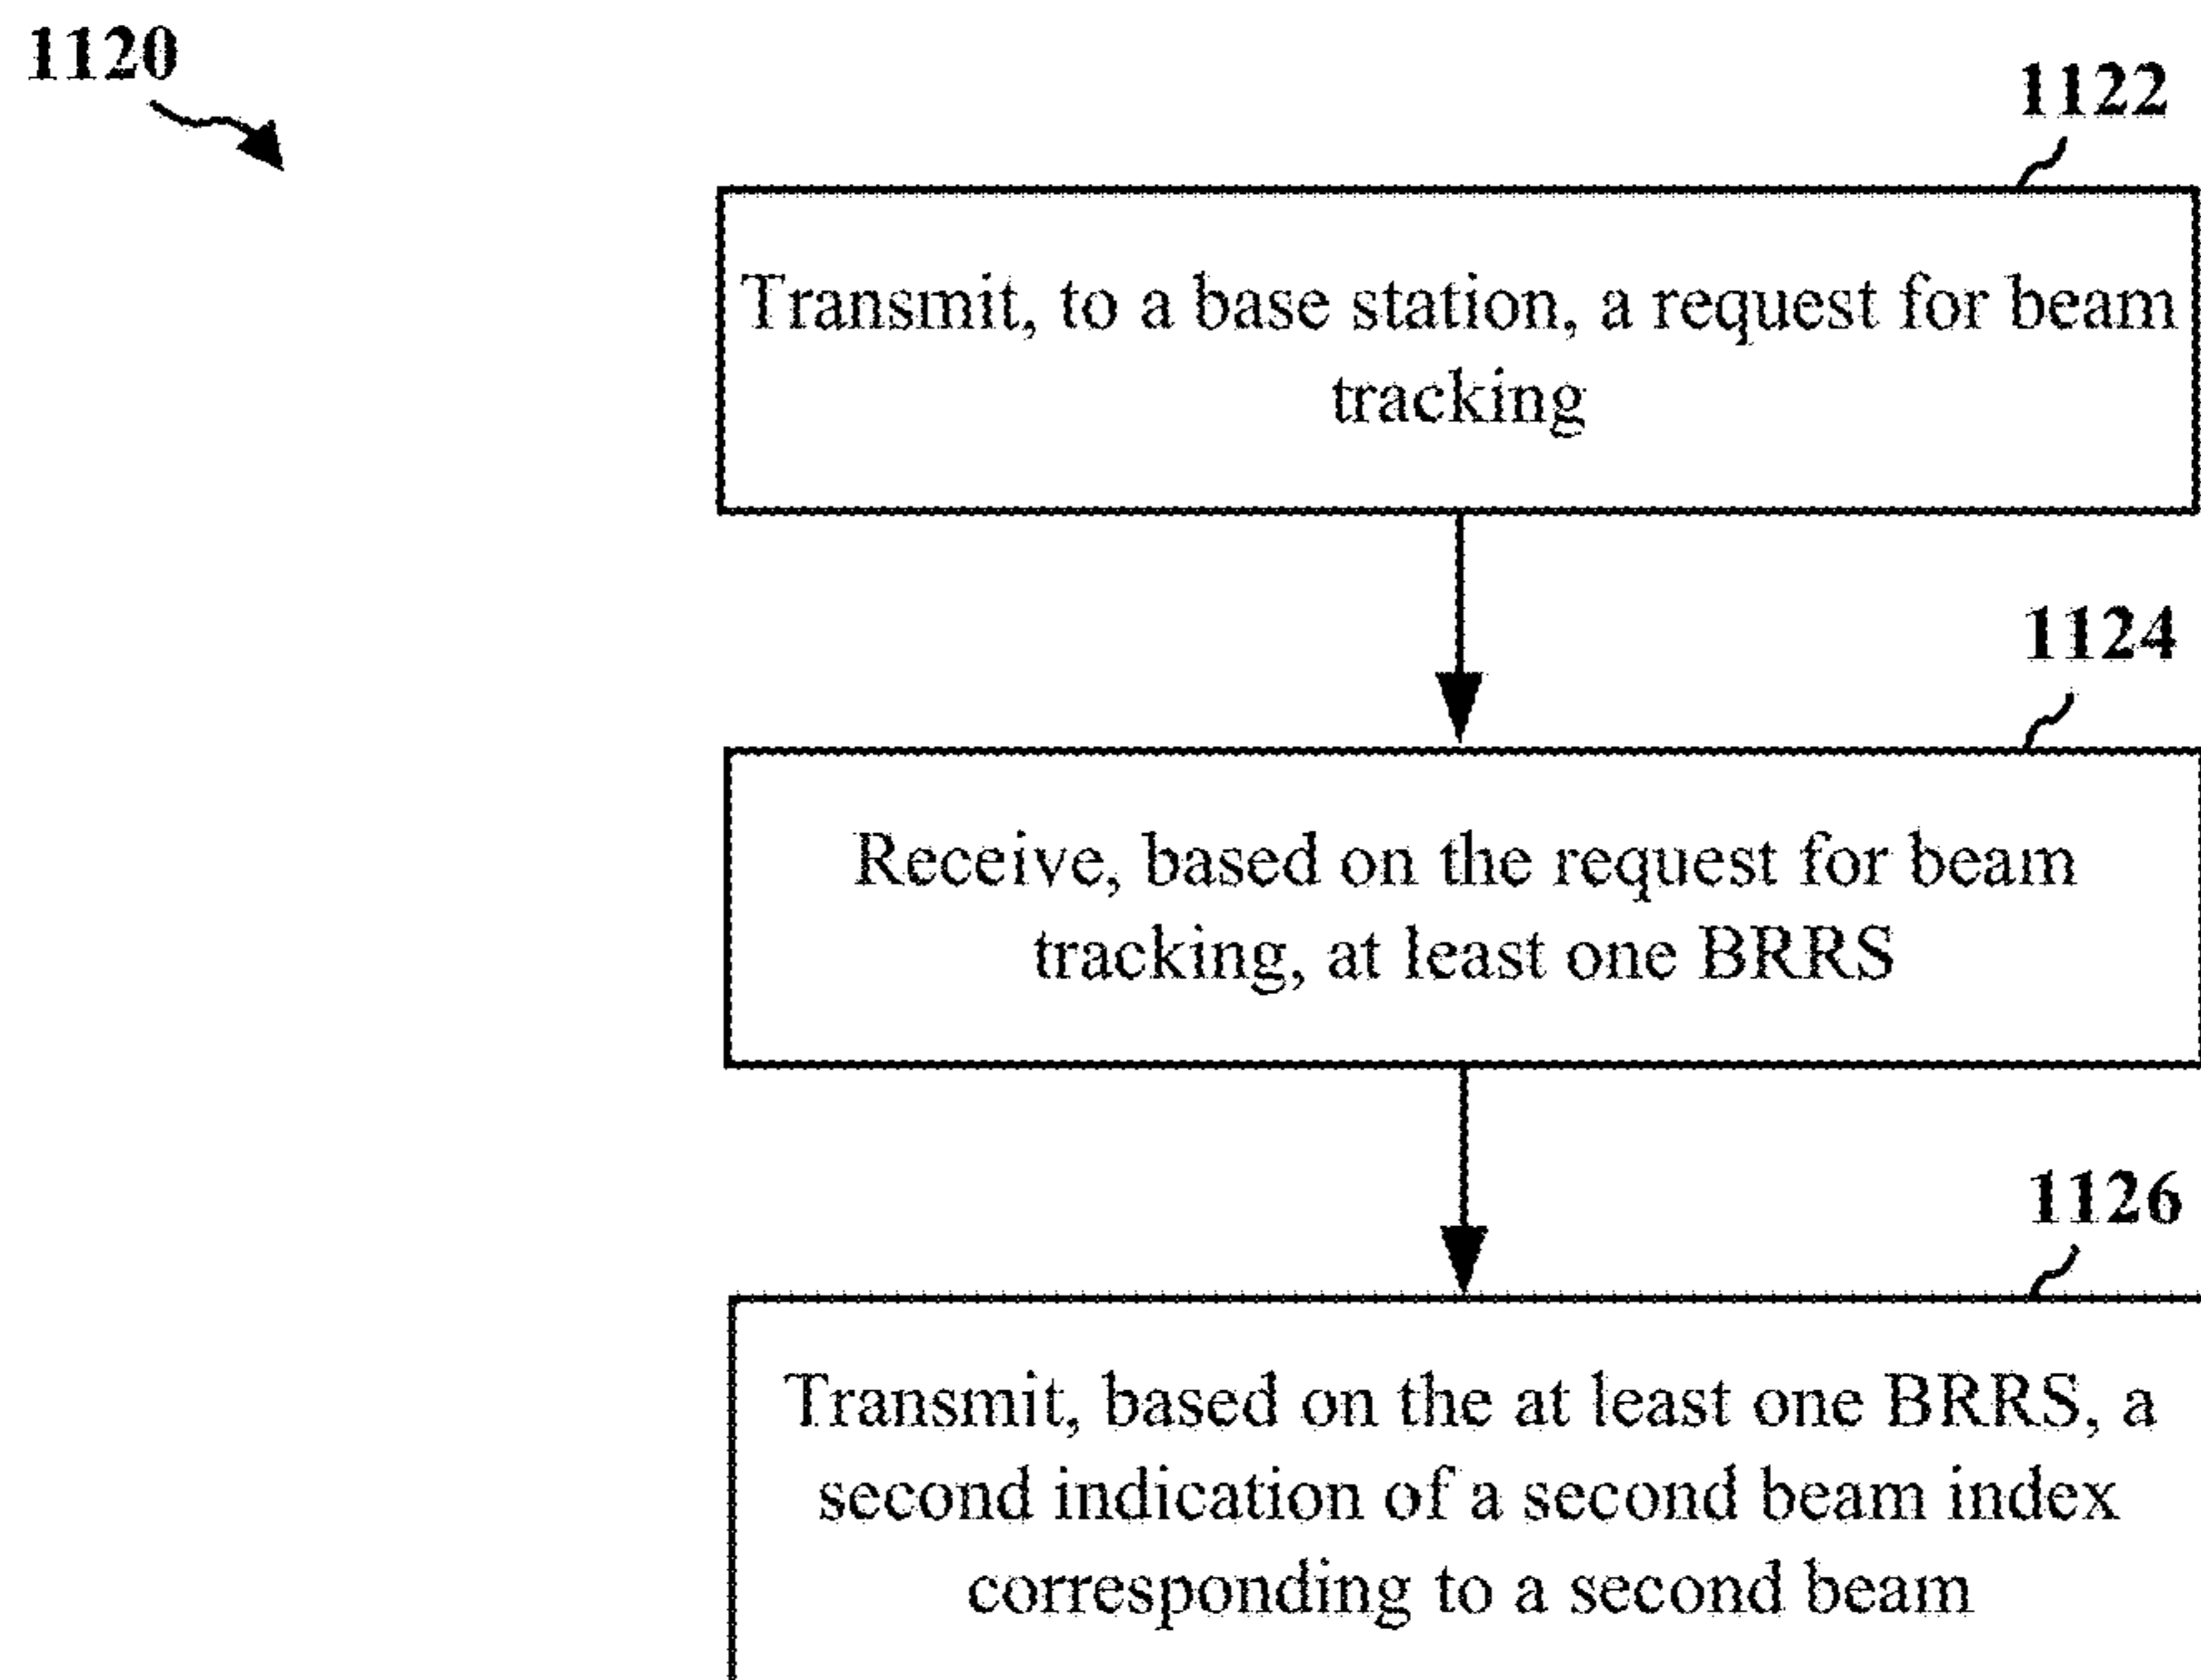 1120
1122
Transmit, to a base station, a request for beam
tracking
1124
Receive, based on the request for beam
tracking, at least one BRRS
1126
Transmit, based on the at least one BRRS, a
second indication of a second beam index
corresponding to a second beam